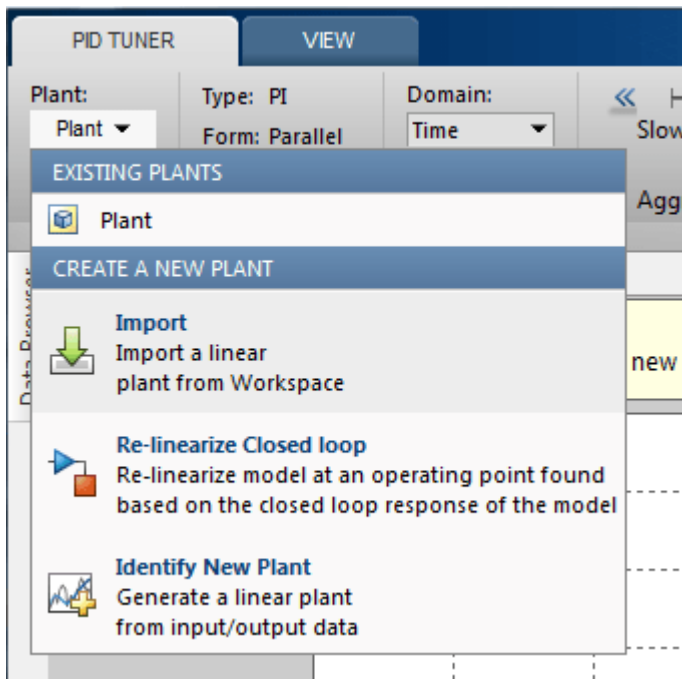 PID TUNER
VIEW
Plant:
Plant
Type: PI
Form: Parallel
Domain:
Time
Slow
Agg
EXISTING PLANTS
Plant
CREATE A NEW PLANT
Import
Import a linear
plant from Workspace
Re-linearize Closed loop
Re-linearize model at an operating point found
based on the closed loop response of the model
Identify New Plant
Generate a linear plant
from input/output data
Data Browser
new